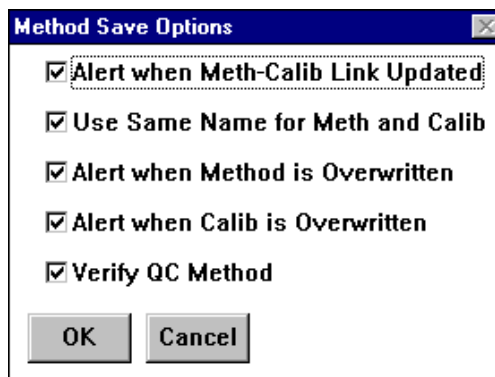 Method Save Options
Alert when Meth-Calib Link Updated
Use Same Name for Meth and Calib
Alert when Method is Overwritten
Alert when Calib is Overwritten
Verify QC Method
OK Cancel